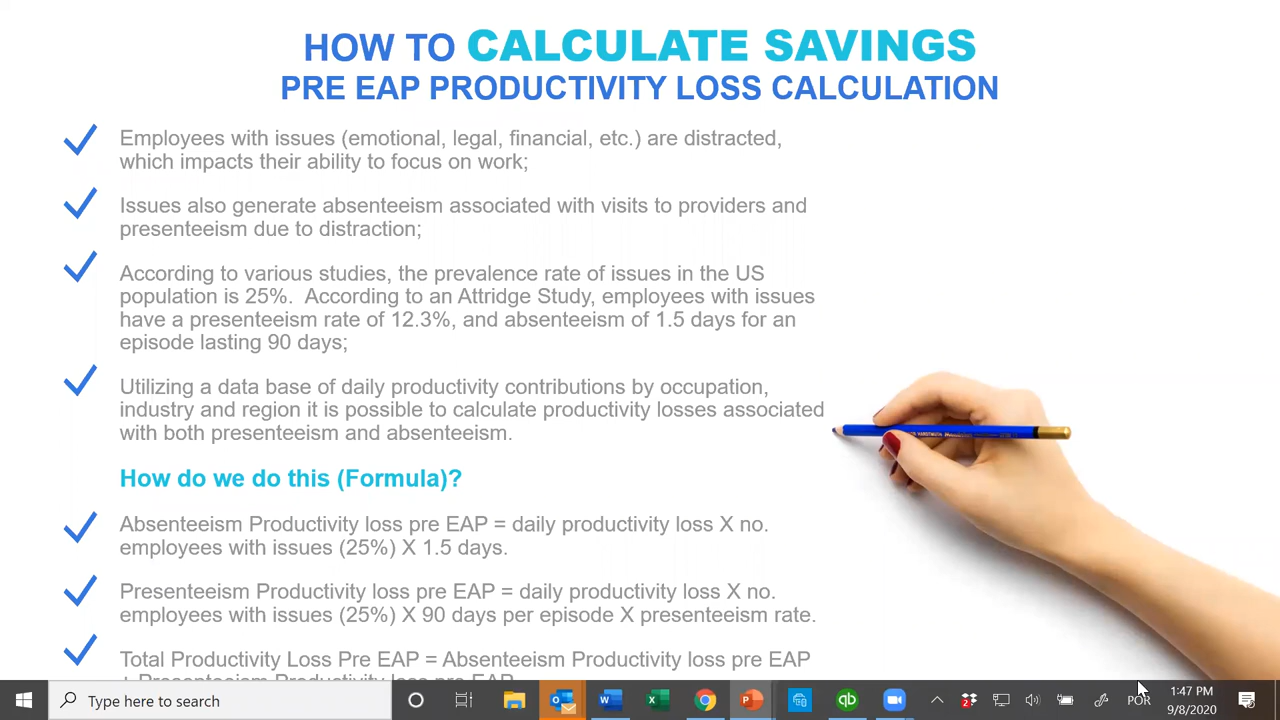 HOW TO CALCULATE SAVINGS
PRE EAP PRODUCTIVITY LOSS CALCULATION
Employees with issues (emotional, legal, financial, etc.) are distracted,
which impacts their ability to focus on work;
Issues also generate absenteeism associated with visits to providers and
presenteeism due to distraction;
According to various studies, the prevalence rate of issues in the US
population is 25%. According to an Attridge Study, employees with issues
have a presenteeism rate of 12.3%, and absenteeism of 1.5 days for an
episode lasting 90 days;
Utilizing a data base of daily productivity contributions by occupation,
industry and region it is possible to calculate productivity losses associated
with both presenteeism and absenteeism.
How do we do this (Formula)?
Absenteeism Productivity loss pre EAP = daily productivity loss X no.
employees with issues (25%) X 1.5 days.
Presenteeism Productivity loss pre EAP = daily productivity loss X no.
employees with issues (25%) X 90 days per episode X presenteeism rate.
Total Productivity Loss Pre EAP = Absenteeism Productivity loss pre EAP
+ Presenteeism Productivity loss pre EAP
Type here to search
2
POR
1:47 PM
9/8/2020